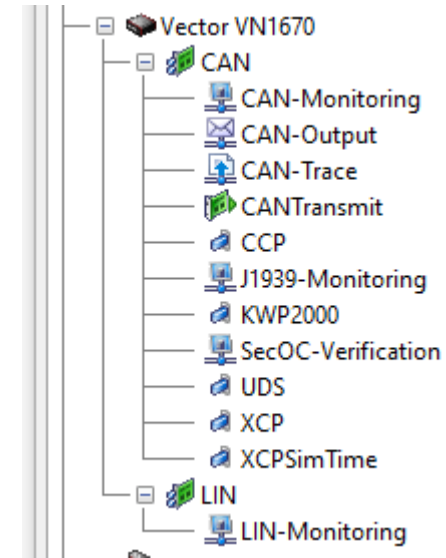 Vector VN1670
CAN
CAN-Monitoring
CAN-Output
CAN-Trace
CANTransmit
CCP
J1939-Monitoring
KWP2000
SecOC-Verification
UDS
XCP
XCPSimTime
LIN
LIN-Monitoring